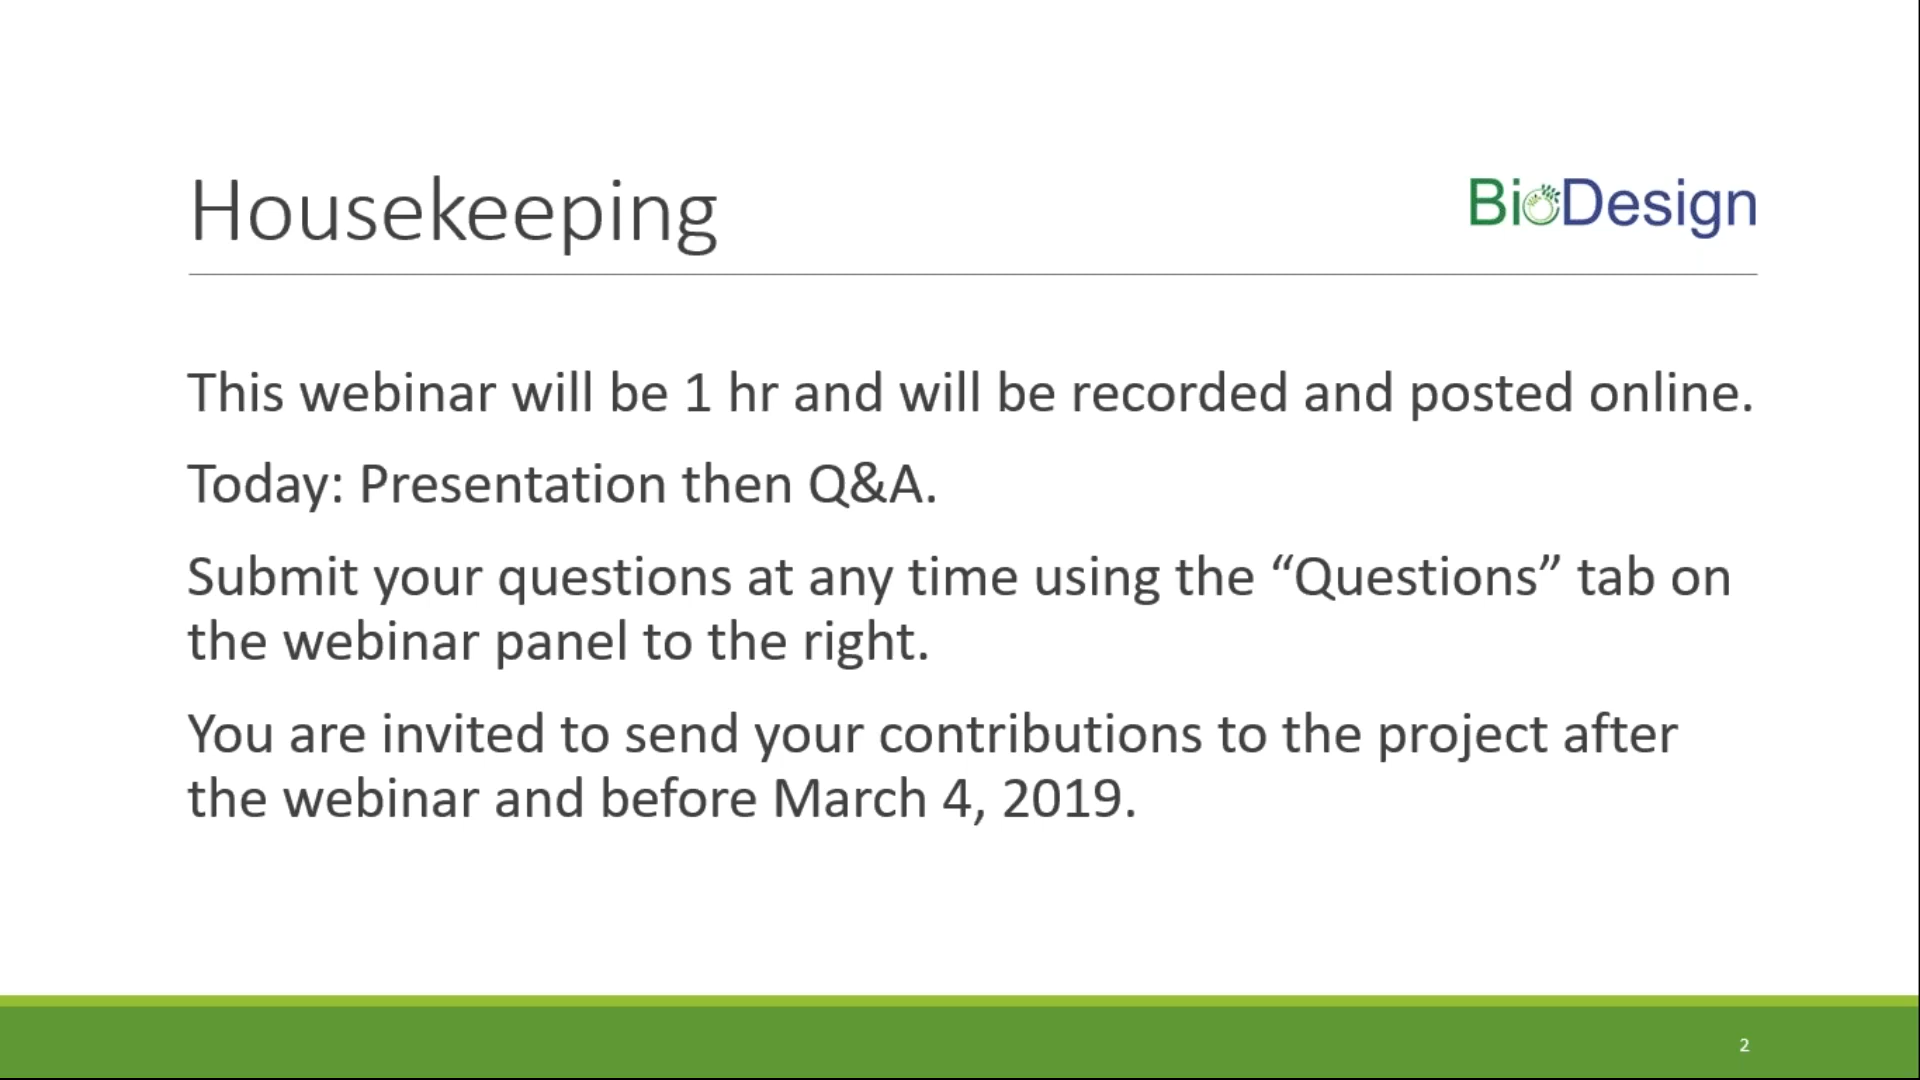 Housekeeping
BioDesign
This webinar will be 1 hr and will be recorded and posted online.
Today: Presentation then Q&A.
Submit your questions at any time using the “Questions” tab on
the webinar panel to the right.
You are invited to send your contributions to the project after
the webinar and before March 4, 2019.
2